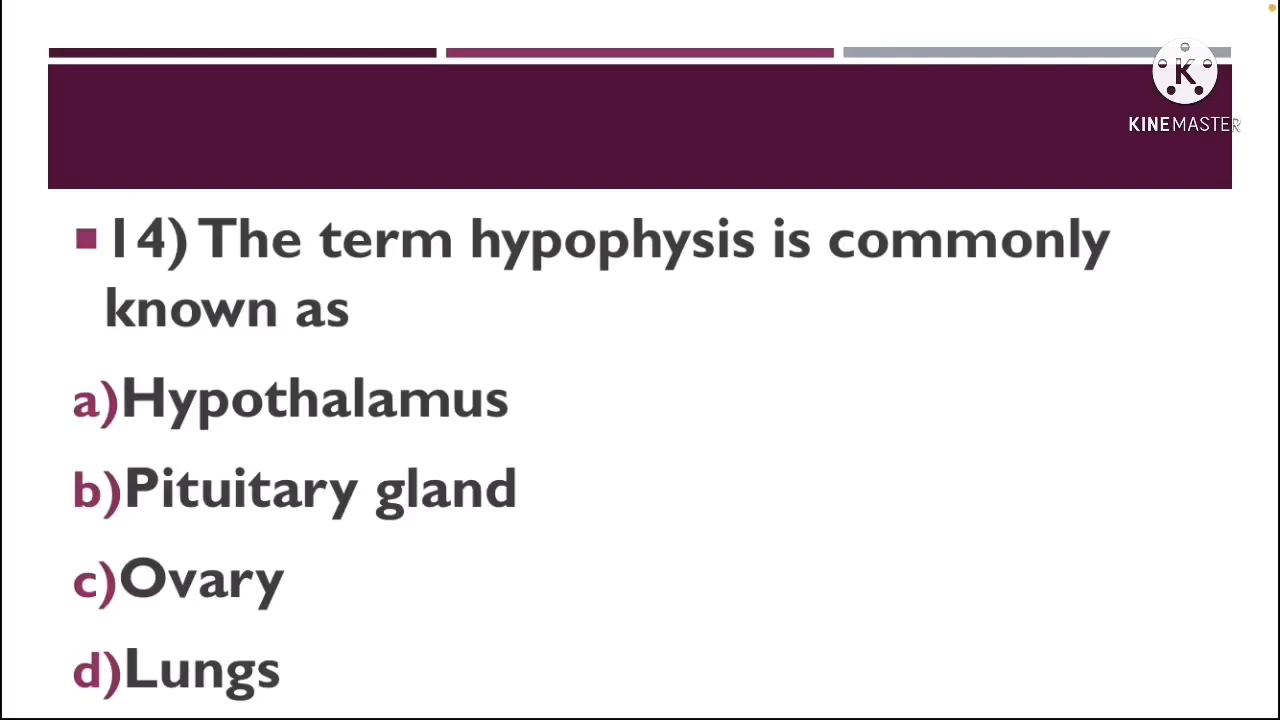 K
KINEMASTER
14) The term hypophysis is commonly
known as
a)Hypothalamus
b)Pituitary gland
c)Ovary
d)Lungs